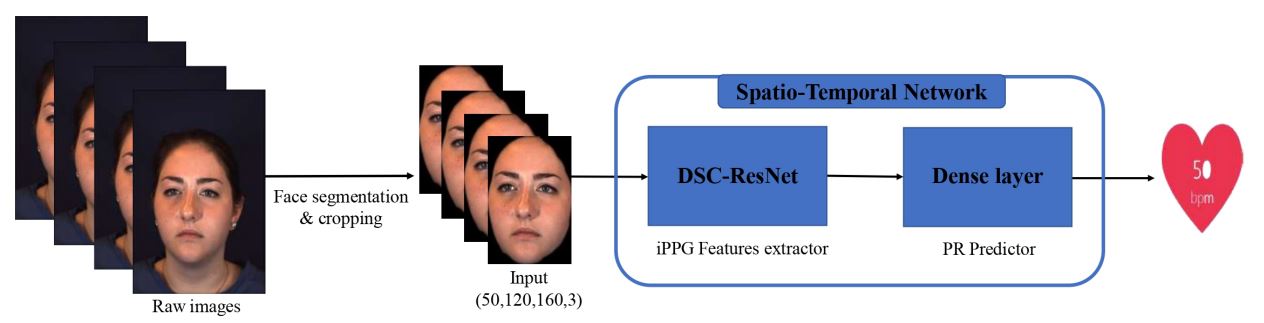 Raw images
Face segmentation
& cropping
Input
(50,120,160,3)
Spatio-Temporal Network
DSC-ResNet
iPPG Features extractor
Dense layer
PR Predictor
50
bpm